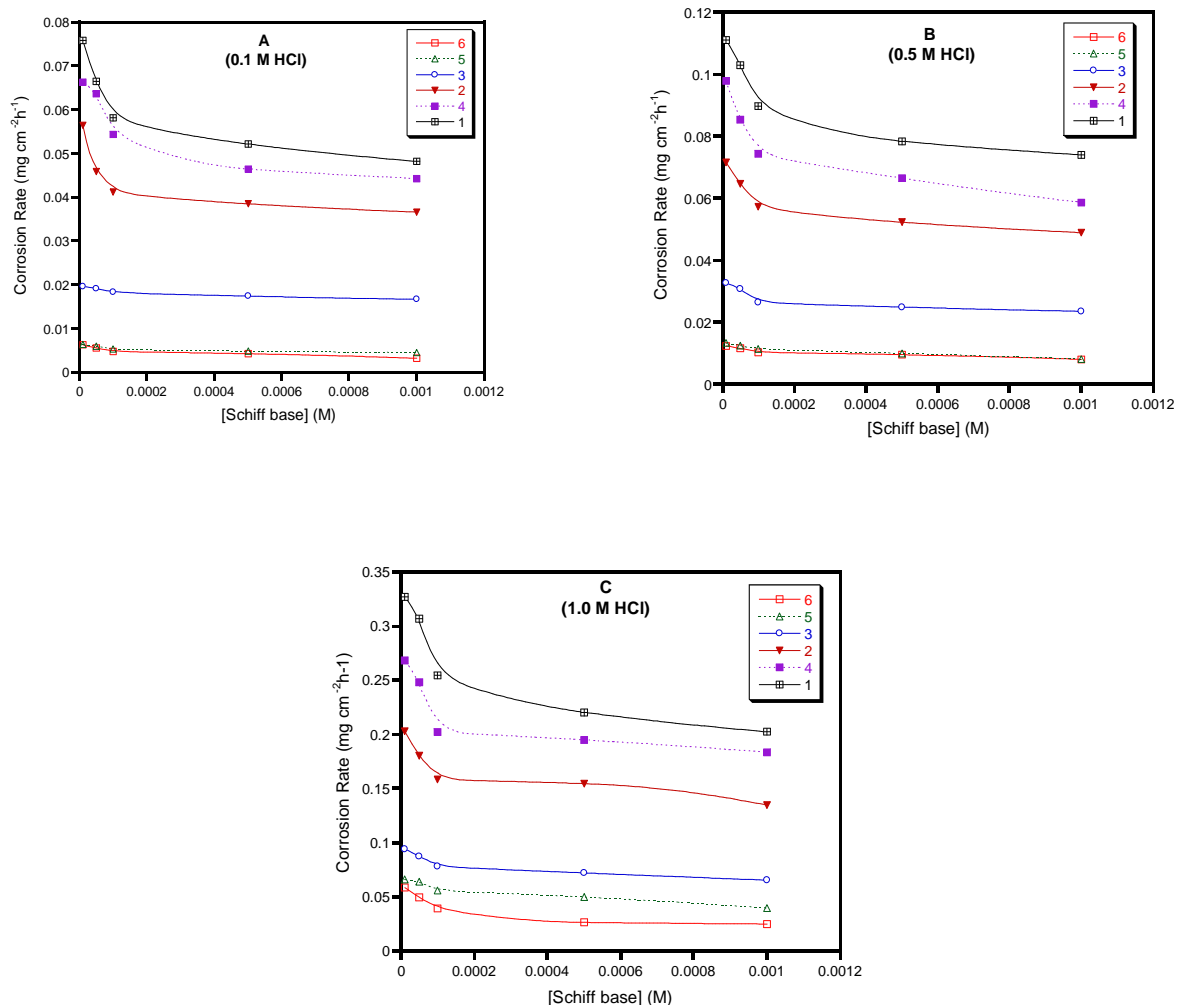 A
(0.1 M HCl)
Corrosion Rate (mg cm⁻²h⁻¹)
0.08
0.07
0.06
0.05
0.04
0.03
0.02
0.01
0
0 0.0002 0.0004 0.0006 0.0008 0.001 0.0012
[Schiff base] (M)
6
5
3
2
4
1
B
(0.5 M HCl)
Corrosion Rate (mg cm⁻²h⁻¹)
0.12
0.1
0.08
0.06
0.04
0.02
0
0 0.0002 0.0004 0.0006 0.0008 0.001 0.0012
[Schiff base] (M)
6
5
3
2
4
1
C
(1.0 M HCl)
Corrosion Rate (mg cm⁻²h-1)
0.35
0.3
0.25
0.2
0.15
0.1
0.05
0
0 0.0002 0.0004 0.0006 0.0008 0.001 0.0012
[Schiff base] (M)
6
5
3
2
4
1